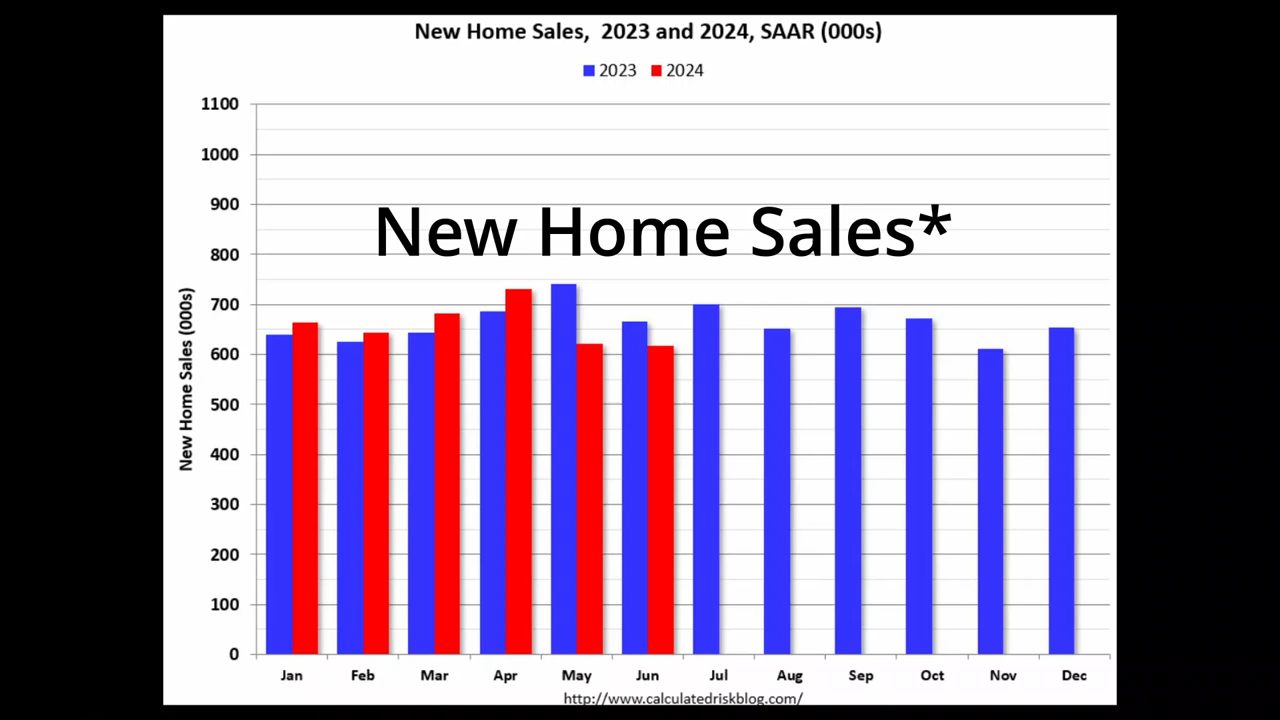 New Home Sales, 2023 and 2024, SAAR (000s)
2023 2024
1100
1000
900
New Home Sales*
800
700
600
500
400
300
200
100
0
New Home Sales (000s)
Jan Feb Mar Apr May Jun Jul Aug Sep Oct Nov Dec
http://www.calculatedriskblog.com/